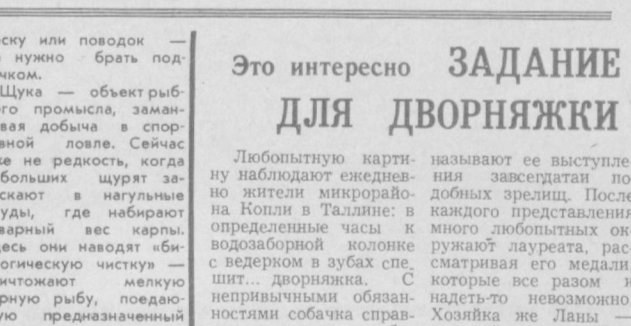 ску или поводок —
нужно брать под-
чком.
Щука — объект рыб-
го промысла, заман-
вая добыча в спор-
вной ловле. Сейчас
не редкость, когда
больших щурят за-
скают в нагульные
уды, где набирают
варный вес карпы.
десь они наводят «би-
логическую чистку» —
ичтожают мелкую
рную рыбу, поедаю-
ую предназначенный
Это интересно ЗАДАНИЕ
ДЛЯ ДВОРНЯЖКИ
Любопытную карти-
ну наблюдают ежеднев-
но жители микрорайо-
на Копли в Таллине: в
определенные часы к
водозаборной колонке
с ведерком в зубах спе-
шит... дворняжка. С
непривычными обязан-
ностями собачка справ-
называют ее выступле
ния завсегдатаи по
добных зрелищ. После
каждого представления
много любопытных ок-
ружают лауреата, рас-
сматривая его медали,
которые все разом и
надеть-то невозможно.
Хозяйка же Ланы —